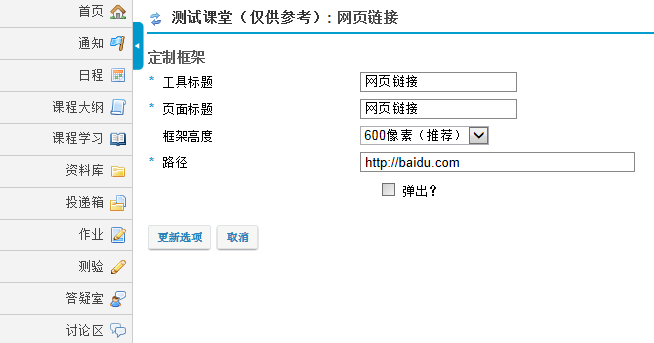 首页
通知
日程
课程大纲
课程学习
资料库
投递箱
作业
测验
答疑室
讨论区
测试课堂（仅供参考）: 网页链接
定制框架
* 工具标题 网页链接
* 页面标题 网页链接
框架高度 600像素（推荐）
* 路径 http://baidu.com
弹出?
更新选项 取消